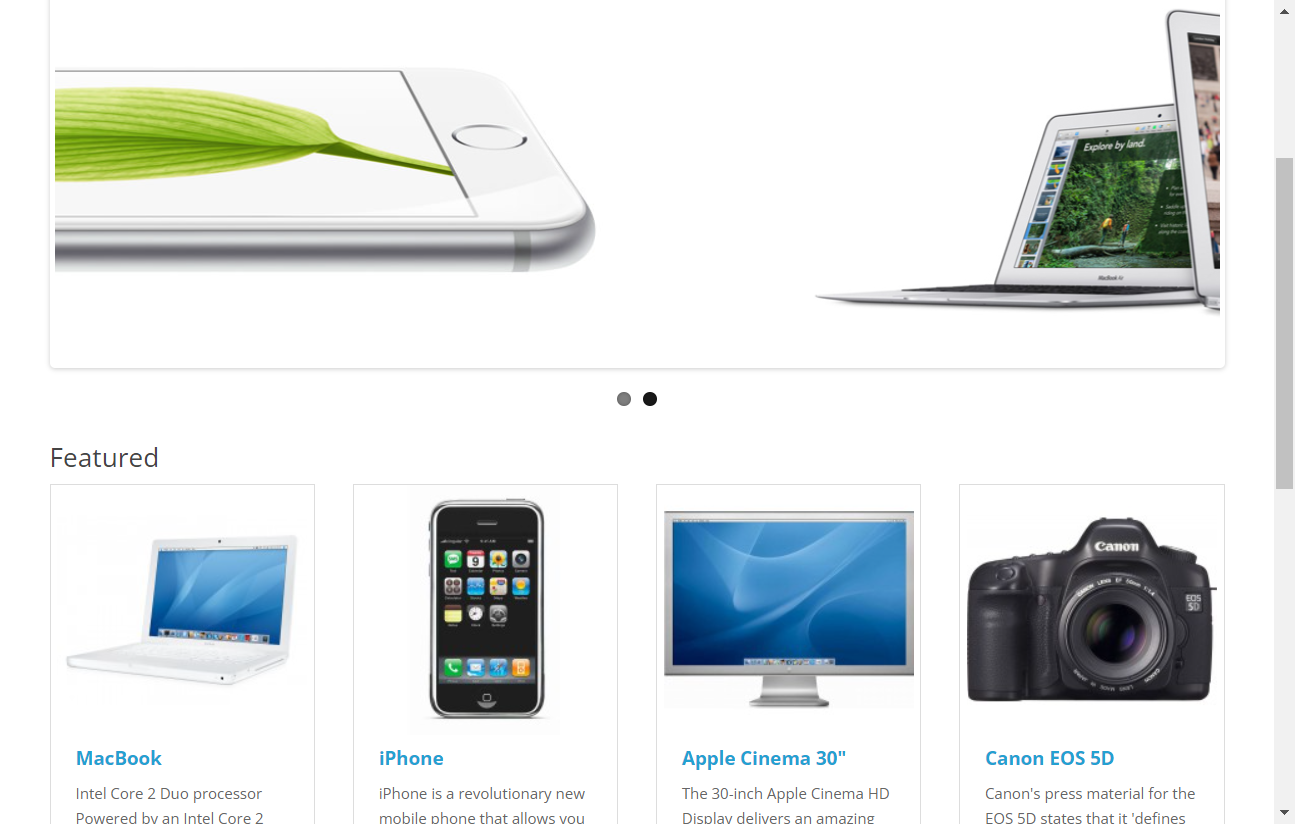 Explore by land.
MacBook Air
Featured
Canon
EOS
5D
MacBook
iPhone
Apple Cinema 30"
Canon EOS 5D
Intel Core 2 Duo processor
iPhone is a revolutionary new
The 30-inch Apple Cinema HD
Canon's press material for the
Powered by an Intel Core 2
mobile phone that allows you
Display delivers an amazing
EOS 5D states that it 'defines